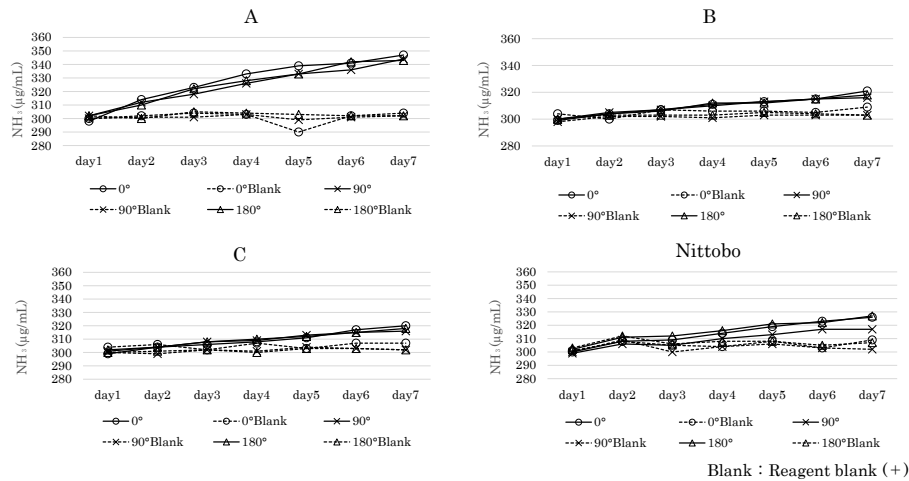 A
NH₃ (μg/mL)
360
350
340
330
320
310
300
290
280
day1 day2 day3 day4 day5 day6 day7
0° 0°Blank 90°
90°Blank 180° 180°Blank
B
NH₃ (μg/mL)
360
340
320
300
280
day1 day2 day3 day4 day5 day6 day7
0° 0°Blank 90°
90°Blank 180° 180°Blank
C
NH₃ (μg/mL)
360
350
340
330
320
310
300
290
280
day1 day2 day3 day4 day5 day6 day7
0° 0°Blank 90°
90°Blank 180° 180°Blank
Nittobo
NH₃ (μg/mL)
360
350
340
330
320
310
300
290
280
day1 day2 day3 day4 day5 day6 day7
0° 0°Blank 90°
90°Blank 180° 180°Blank
Blank：Reagent blank (+)